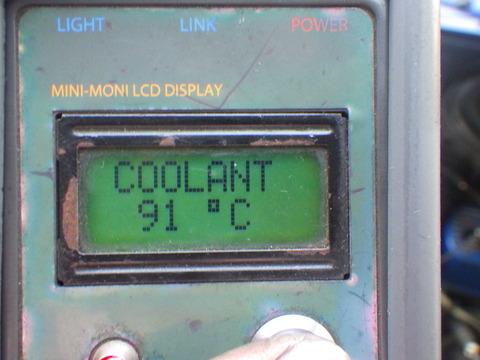 LIGHT LINK POWER
MINI-MONI LCD DISPLAY
COOLANT
91 °C